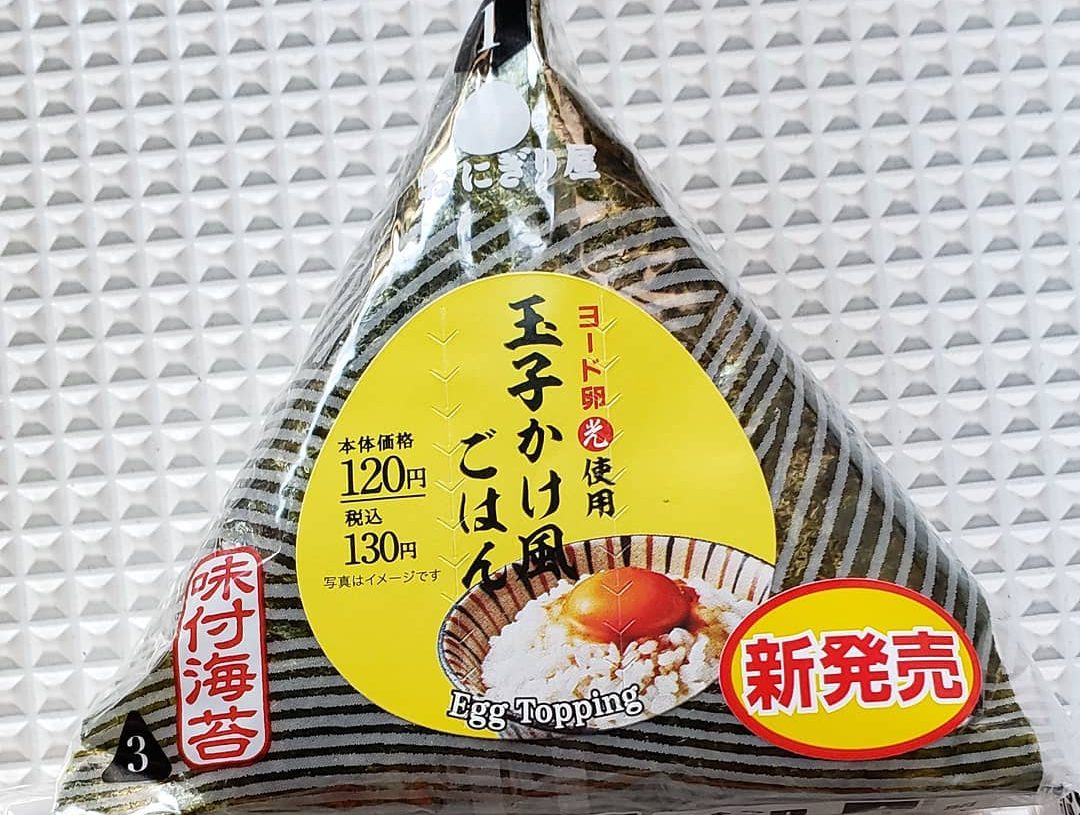 1
おにぎり屋
ヨード卵光使用
玉子かけ風
ごはん
本体価格
120円
税込
130円
写真はイメージです
味付海苔
Egg Topping
新発売
3